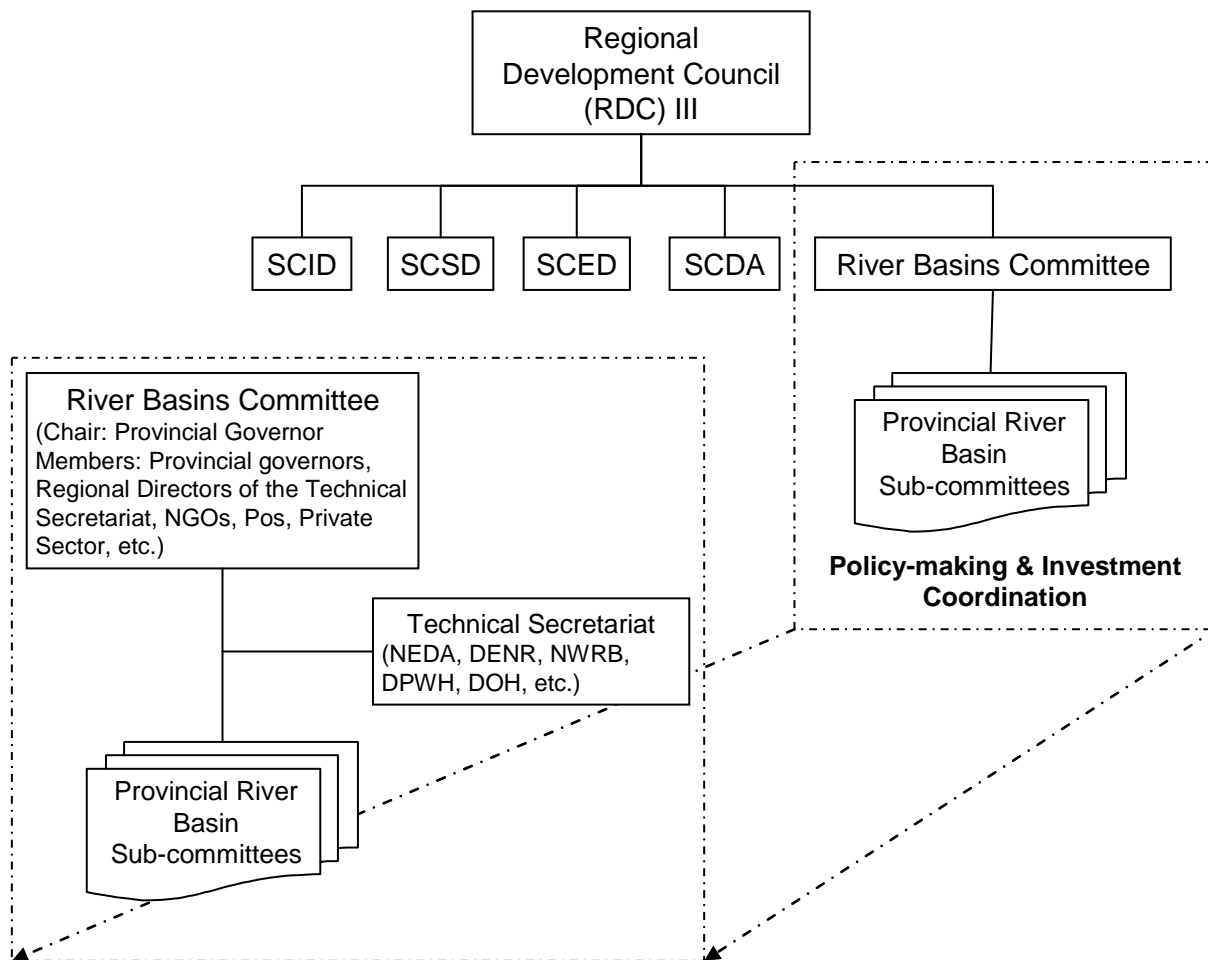 Regional
Development Council
(RDC) III
SCID
SCSD
SCED
SCDA
River Basins Committee
Provincial River
Basin
Sub-committees
Policy-making & Investment
Coordination
River Basins Committee
(Chair: Provincial Governor
Members: Provincial governors,
Regional Directors of the Technical
Secretariat, NGOs, Pos, Private
Sector, etc.)
Technical Secretariat
(NEDA, DENR, NWRB,
DPWH, DOH, etc.)
Provincial River
Basin
Sub-committees